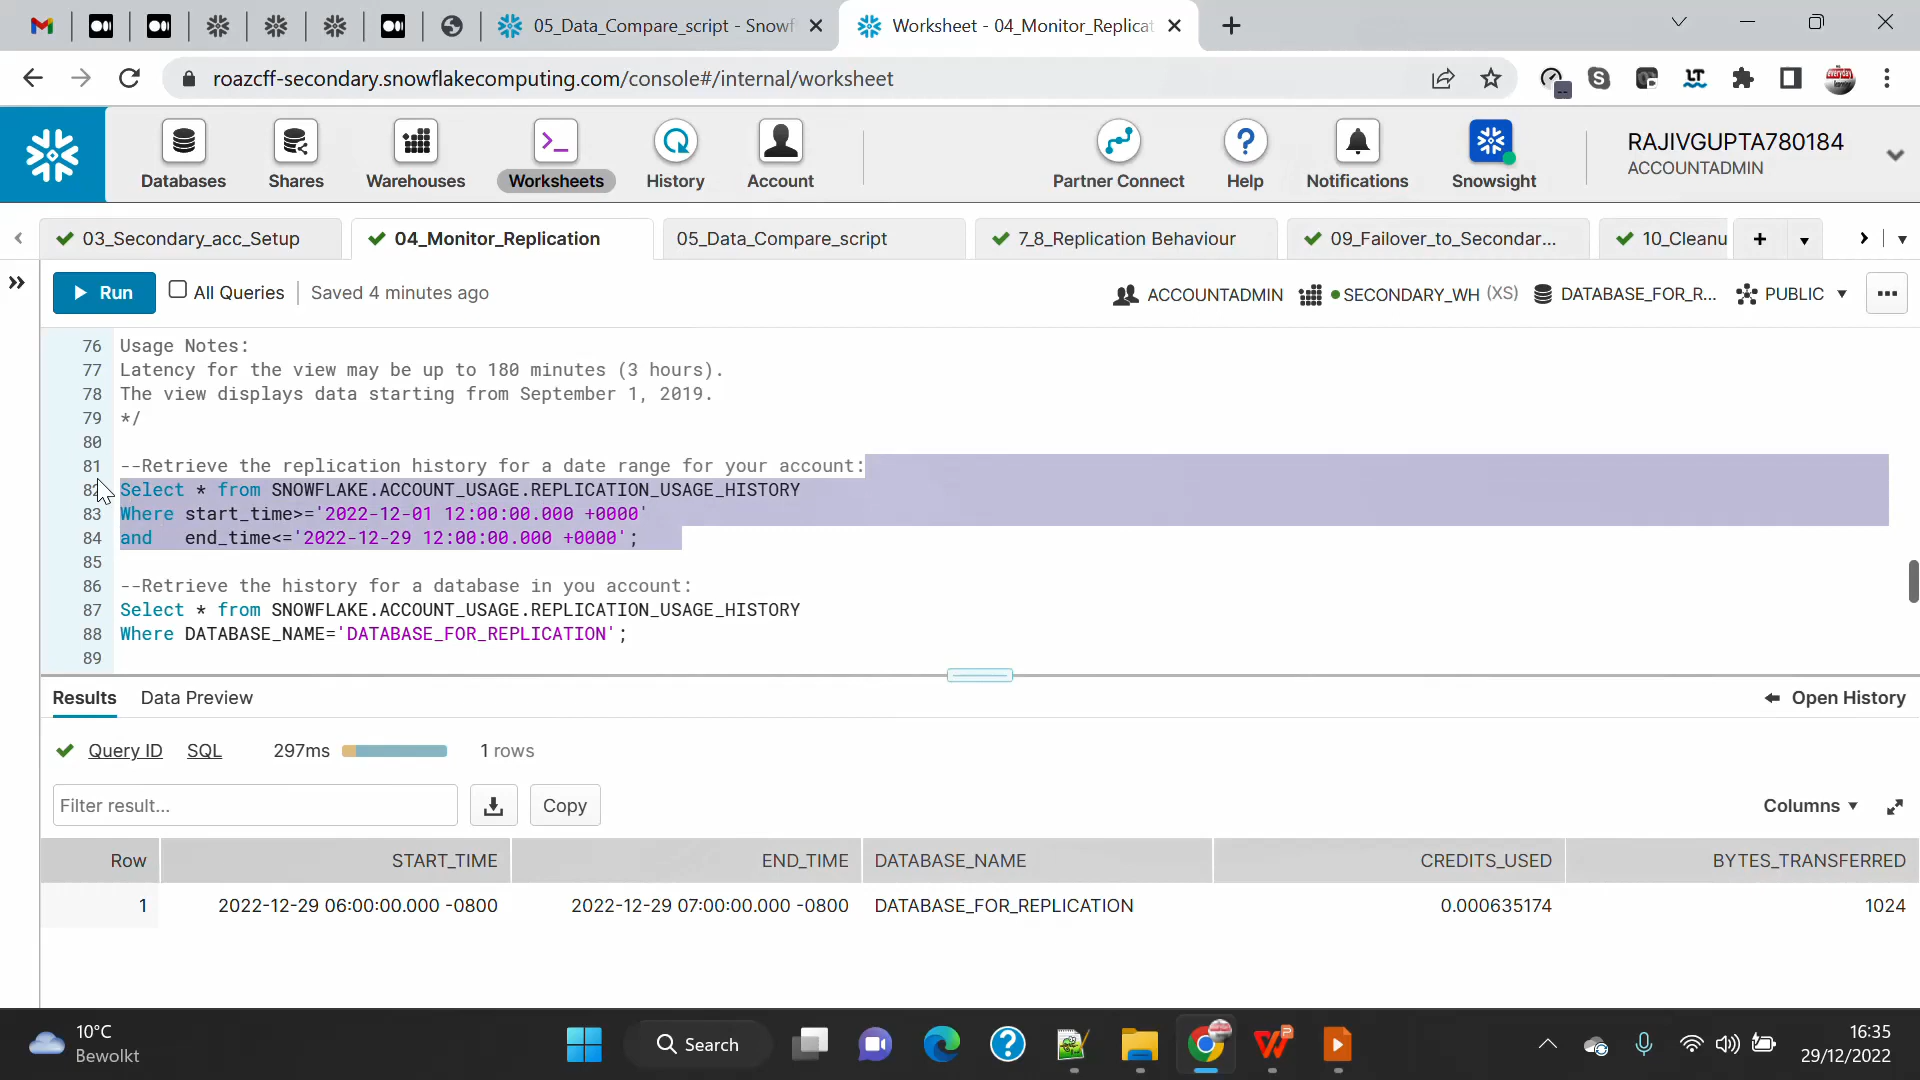 05_Data_Compare_script - Snowf
Worksheet - 04_Monitor_Replicat
roazcff-secondary.snowflakecomputing.com/console#/internal/worksheet
Databases
Shares
Warehouses
Worksheets
History
Account
Partner Connect
Help
Notifications
Snowsight
RAJIVGUPTA780184
ACCOUNTADMIN
03_Secondary_acc_Setup
04_Monitor_Replication
05_Data_Compare_script
7_8_Replication Behaviour
09_Failover_to_Secondar...
10_Cleanu
Run
All Queries
Saved 4 minutes ago
ACCOUNTADMIN
SECONDARY_WH (XS)
DATABASE_FOR_R...
PUBLIC
76 Usage Notes:
77 Latency for the view may be up to 180 minutes (3 hours).
78 The view displays data starting from September 1, 2019.
79 */
80
81 --Retrieve the replication history for a date range for your account:
82 Select * from SNOWFLAKE.ACCOUNT_USAGE.REPLICATION_USAGE_HISTORY
83 Where start_time>='2022-12-01 12:00:00.000 +0000'
84 and end_time<='2022-12-29 12:00:00.000 +0000';
85
86 --Retrieve the history for a database in you account:
87 Select * from SNOWFLAKE.ACCOUNT_USAGE.REPLICATION_USAGE_HISTORY
88 Where DATABASE_NAME='DATABASE_FOR_REPLICATION';
89
Results Data Preview
Open History
Query ID SQL 297ms 1 rows
Filter result...
Copy
Columns
Row START_TIME END_TIME DATABASE_NAME CREDITS_USED BYTES_TRANSFERRED
1 2022-12-29 06:00:00.000 -0800 2022-12-29 07:00:00.000 -0800 DATABASE_FOR_REPLICATION 0.000635174 1024
10°C
Bewolkt
Search
16:35
29/12/2022